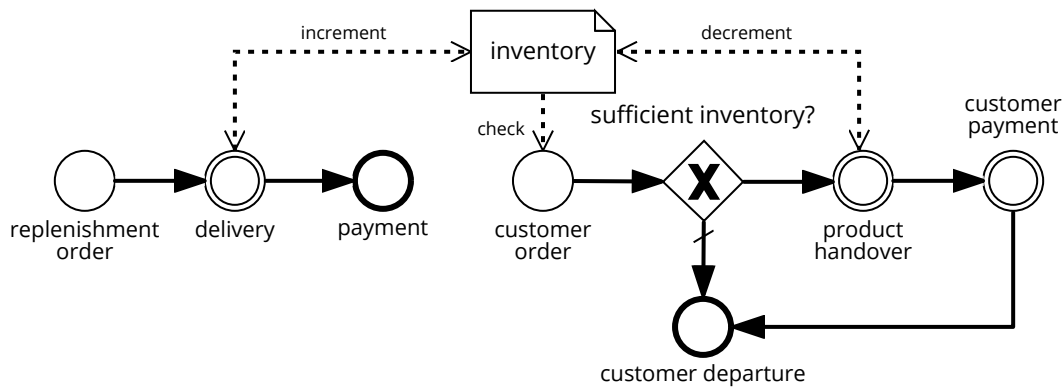 increment
inventory
decrement
check
sufficient inventory?
customer
payment
replenishment
order
delivery
payment
customer
order
X
product
handover
customer departure